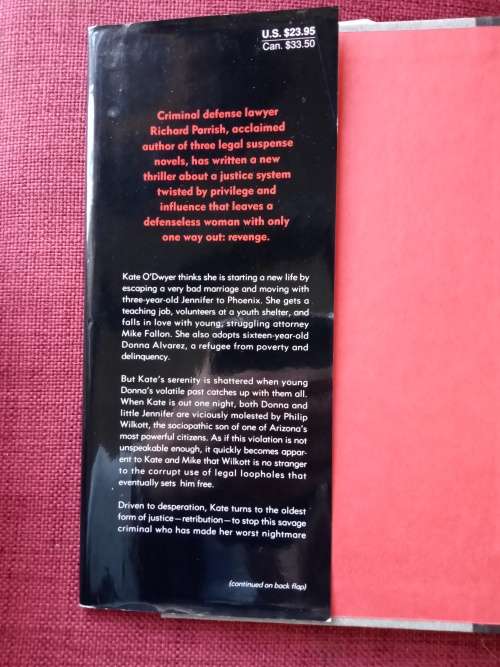 U.S. $23.95
Can. $33.50
Criminal defense lawyer
Richard Parrish, acclaimed
author of three legal suspense
novels, has written a new
thriller about a justice system
twisted by privilege and
influence that leaves a
defenseless woman with only
one way out: revenge.
Kate O'Dwyer thinks she is starting a new life by
escaping a very bad marriage and moving with
three-year-old Jennifer to Phoenix. She gets a
teaching job, volunteers at a youth shelter, and
falls in love with young, struggling attorney
Mike Fallon. She also adopts sixteen-year-old
Donna Alvarez, a refugee from poverty and
delinquency.
But Kate's serenity is shattered when young
Donna's volatile past catches up with them all.
When Kate is out one night, both Donna and
little Jennifer are viciously molested by Philip
Wilkott, the sociopathic son of one of Arizona's
most powerful citizens. As if this violation is not
unspeakable enough, it quickly becomes appar-
ent to Kate and Mike that Wilkott is no stranger
to the corrupt use of legal loopholes that
eventually sets him free.
Driven to desperation, Kate turns to the oldest
form of justice—retribution—to stop this savage
criminal who has made her worst nightmare
(continued on back flap)